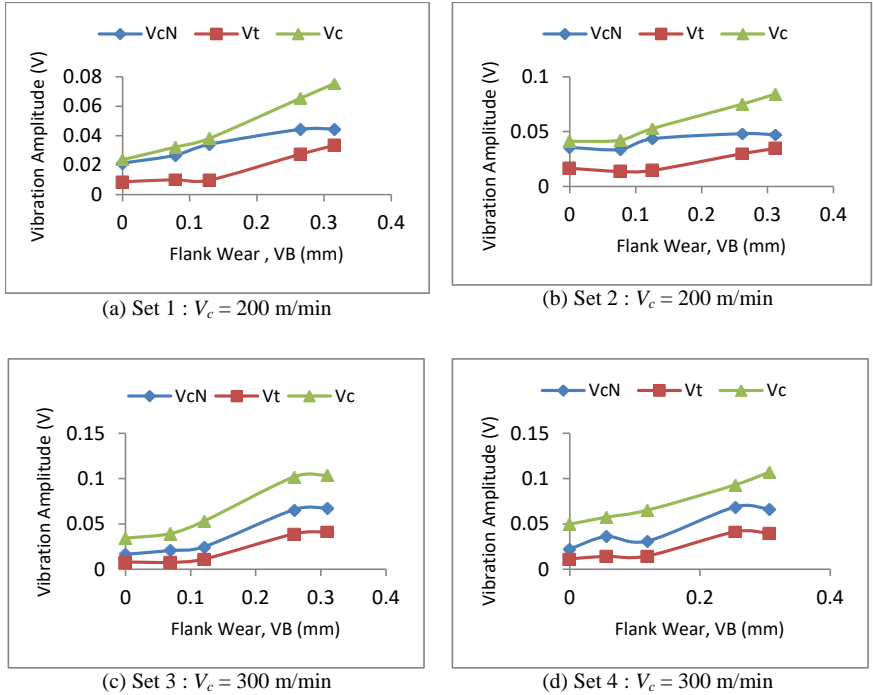 VcN Vt Vc
Vibration Amplitude (V)
0.08
0.06
0.04
0.02
0
0 0.1 0.2 0.3 0.4
Flank Wear , VB (mm)
(a) Set 1 : Vc = 200 m/min
VcN Vt Vc
Vibration Amplitude (V)
0.1
0.05
0
0 0.1 0.2 0.3 0.4
Flank Wear, VB (mm)
(b) Set 2 : Vc = 200 m/min
VcN Vt Vc
Vibration Amplitude (V)
0.15
0.1
0.05
0
0 0.1 0.2 0.3 0.4
Flank Wear, VB (mm)
(c) Set 3 : Vc = 300 m/min
VcN Vt Vc
Vibration Amplitude (V)
0.15
0.1
0.05
0
0 0.2 0.4
Flank Wear, VB (mm)
(d) Set 4 : Vc = 300 m/min